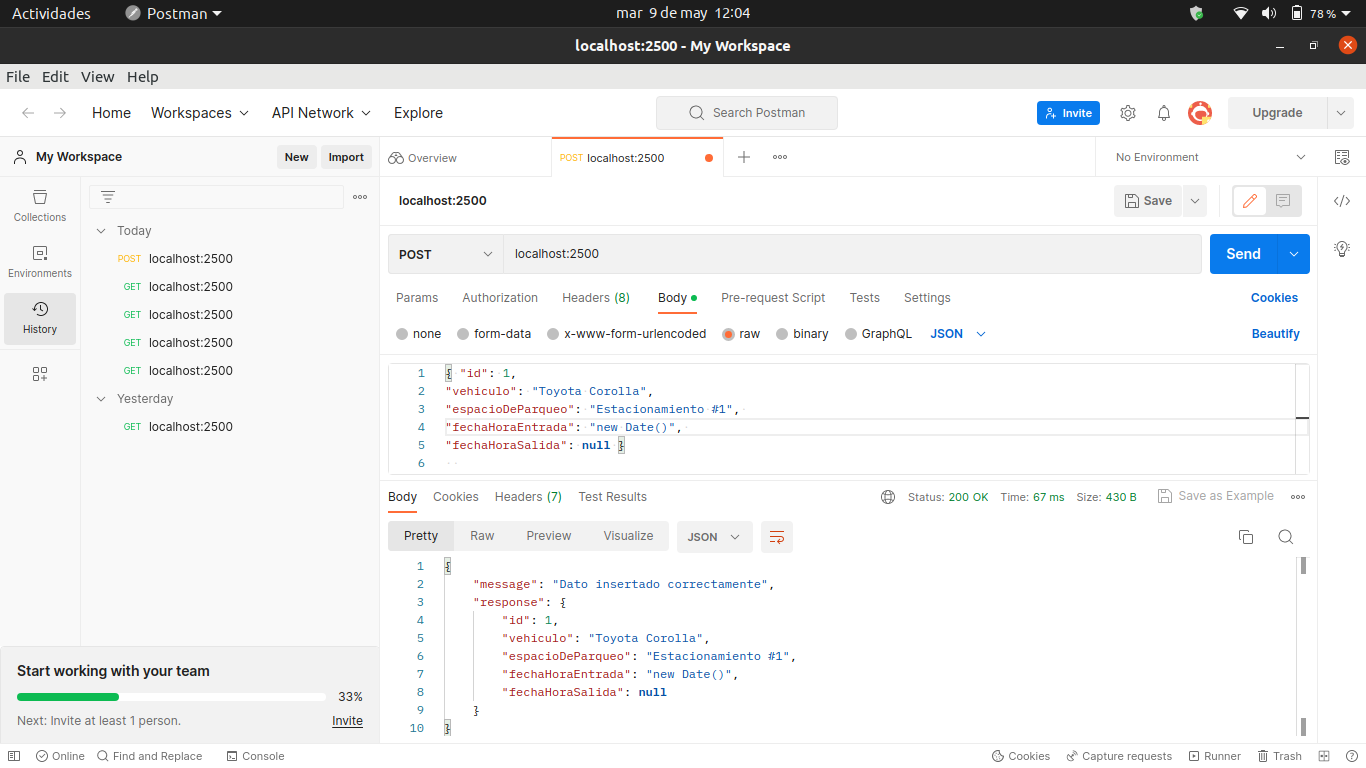 Actividades
Postman
mar 9 de may 12:04
78 %
localhost:2500 - My Workspace
File Edit View Help
Home
Workspaces
API Network
Explore
Search Postman
Invite
Upgrade
My Workspace
New
Import
Overview
POST localhost:2500
No Environment
Collections
Environments
History
Today
POST localhost:2500
GET localhost:2500
GET localhost:2500
GET localhost:2500
GET localhost:2500
Yesterday
GET localhost:2500
localhost:2500
Save
POST
localhost:2500
Send
Params
Authorization
Headers (8)
Body
Pre-request Script
Tests
Settings
Cookies
none
form-data
x-www-form-urlencoded
raw
binary
GraphQL
JSON
Beautify
1 { "id": 1,
2 "vehiculo": "Toyota Corolla",
3 "espacioDeParqueo": "Estacionamiento #1",
4 "fechaHoraEntrada": "new Date()",
5 "fechaHoraSalida": null }
6
Body
Cookies
Headers (7)
Test Results
Status: 200 OK
Time: 67 ms
Size: 430 B
Save as Example
Pretty
Raw
Preview
Visualize
JSON
1 {
2 "message": "Dato insertado correctamente",
3 "response": {
4 "id": 1,
5 "vehiculo": "Toyota Corolla",
6 "espacioDeParqueo": "Estacionamiento #1",
7 "fechaHoraEntrada": "new Date()",
8 "fechaHoraSalida": null
9 }
10 }
Start working with your team
33%
Next: Invite at least 1 person.
Invite
Online
Find and Replace
Console
Cookies
Capture requests
Runner
Trash